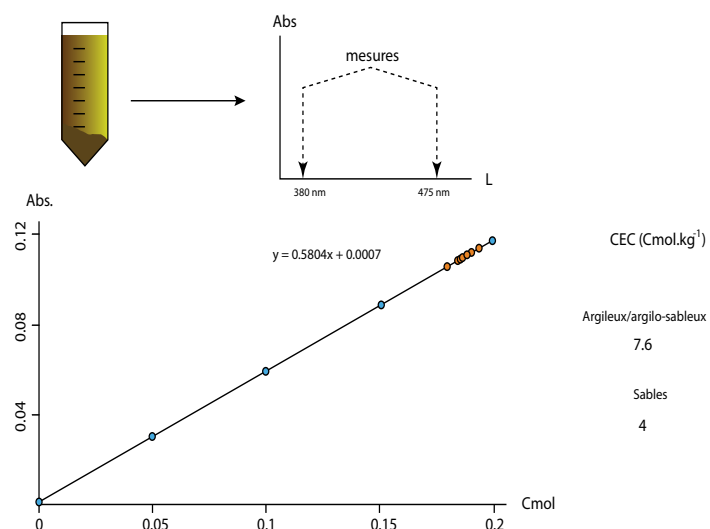 Abs
mesures
L
380 nm
475 nm
Abs.
0.12
0.08
0.04
y = 0.5804x + 0.0007
CEC (Cmol.kg-1)
Argileux/argilo-sableux
7.6
Sables
4
Cmol
0
0.05
0.1
0.15
0.2